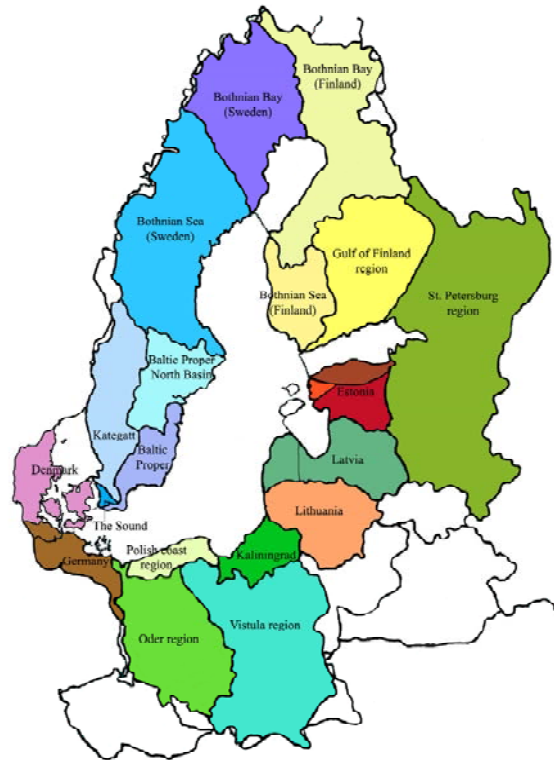 Bothnian Bay
(Finland)
Bothnian Bay
(Sweden)
Bothnian Sea
(Sweden)
Gulf of Finland
region
Bothnian Sea
(Finland)
St. Petersburg
region
Baltic Proper
North Basin
Estonia
Kategatt
Baltic
Proper
Latvia
Denmark
Lithuania
The Sound
Polish coast
region
Kaliningrad
Germany
Oder region
Vistula region